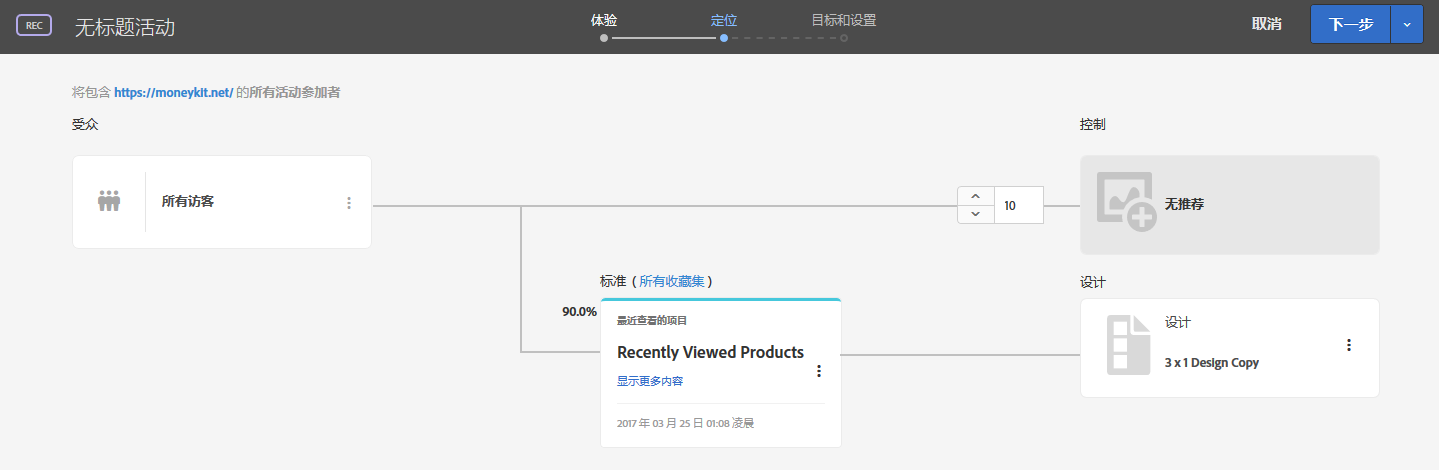 REC
无标题活动
体验
定位
目标和设置
取消
下一步
将包含 https://moneykit.net/ 的所有活动参加者
受众
控制
所有访客
10
无推荐
标准 ( 所有收藏集 )
设计
90.0%
最近查看的项目
设计
Recently Viewed Products
3 x 1 Design Copy
显示更多内容
2017 年 03 月 25 日 01:08 凌晨